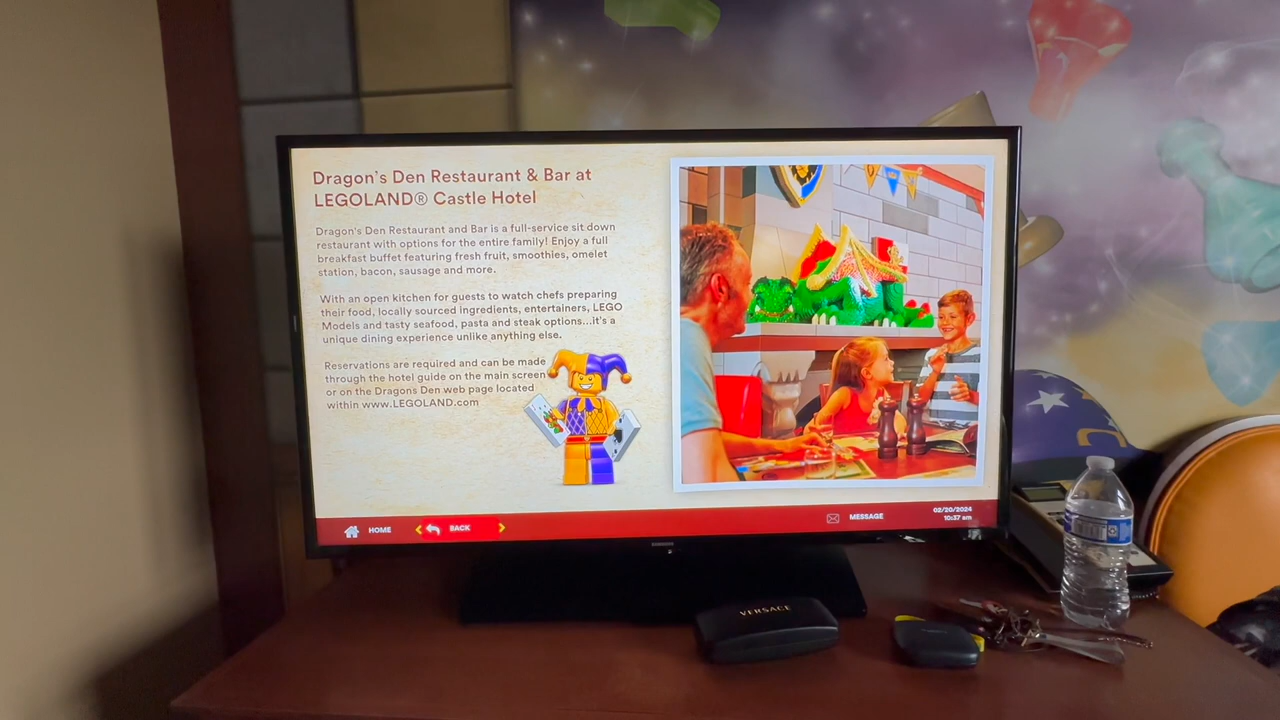 Dragon's Den Restaurant & Bar at
LEGOLAND® Castle Hotel
Dragon's Den Restaurant and Bar is a full-service sit down
restaurant with options for the entire family! Enjoy a full
breakfast buffet featuring fresh fruit, smoothies, omelet
station, bacon, sausage and more.
With an open kitchen for guests to watch chefs preparing
their food, locally sourced ingredients, entertainers, LEGO
Models and tasty seafood, pasta and steak options...it's a
unique dining experience unlike anything else.
Reservations are required and can be made
through the hotel guide on the main screen
or on the Dragons Den web page located
within www.LEGOLAND.com
HOME
BACK
MESSAGE
02/20/2024
10:37 am
VERSACE